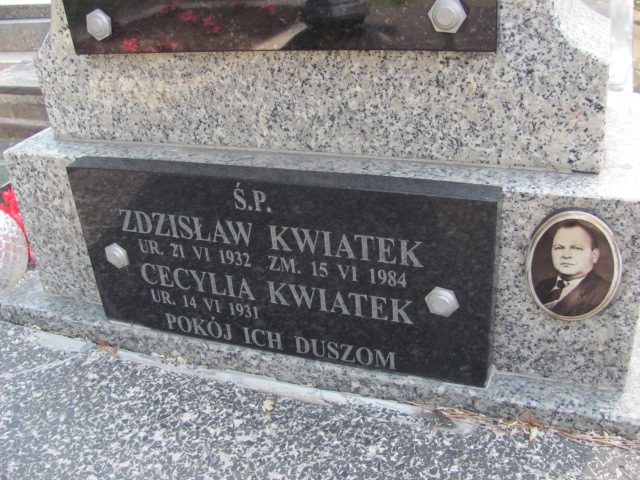 Ś.P.
ZDZISŁAW KWIATEK
UR. 21 VI 1932 ZM. 15 VI 1984
CECYLIA KWIATEK
UR. 14 VI 1931
POKÓJ ICH DUSZOM